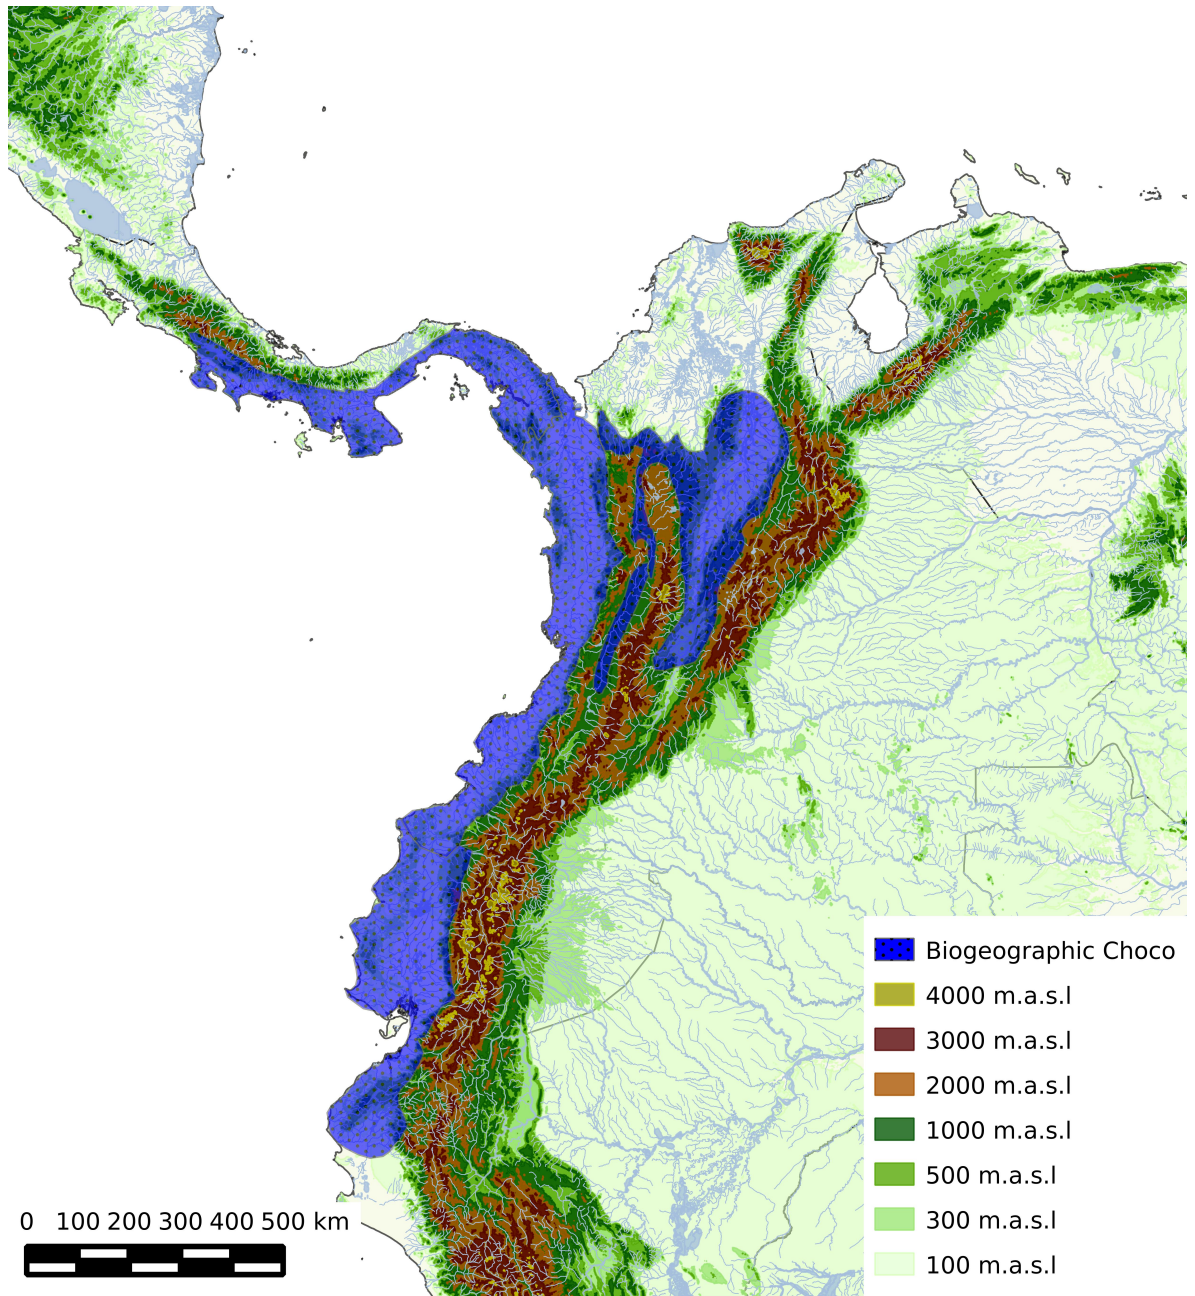 Biogeographic Choco
4000 m.a.s.l
3000 m.a.s.l
2000 m.a.s.l
1000 m.a.s.l
500 m.a.s.l
300 m.a.s.l
100 m.a.s.l
0 100 200 300 400 500 km